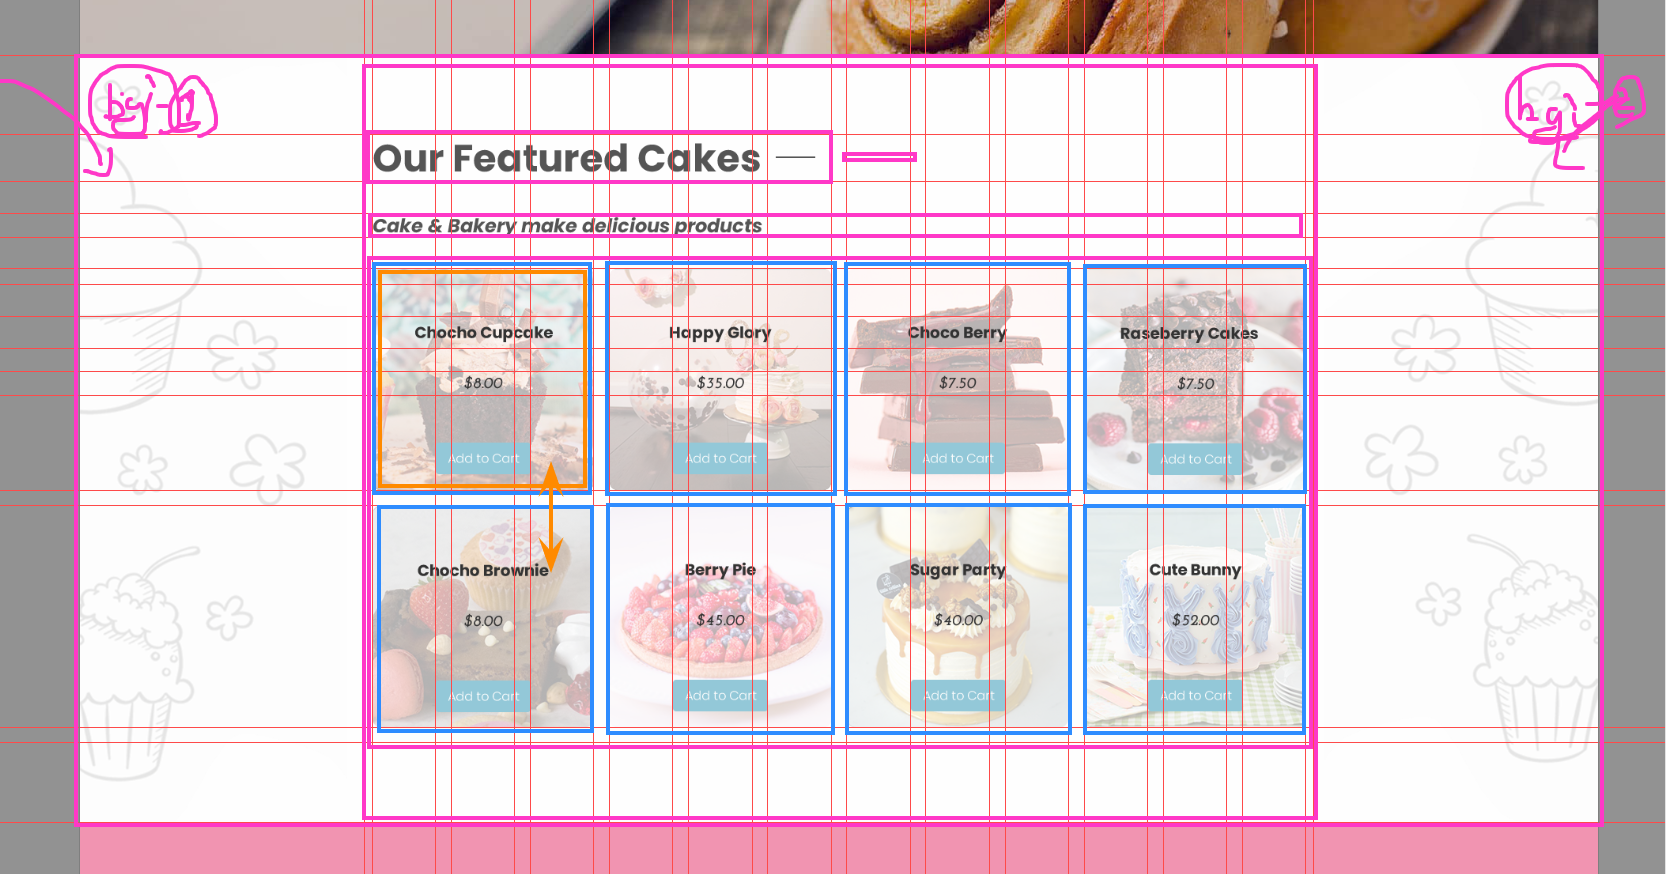 bgi-1
bgi-2
Our Featured Cakes
Cake & Bakery make delicious products
Chocho Cupcake
Happy Glory
Choco Berry
Raseberry Cakes
$8.00
$35.00
$7.50
$7.50
Add to Cart
Add to Cart
Add to Cart
Add to Cart
Chocho Brownie
Berry Pie
Sugar Party
Cute Bunny
$8.00
$45.00
$40.00
$52.00
Add to Cart
Add to Cart
Add to Cart
Add to Cart